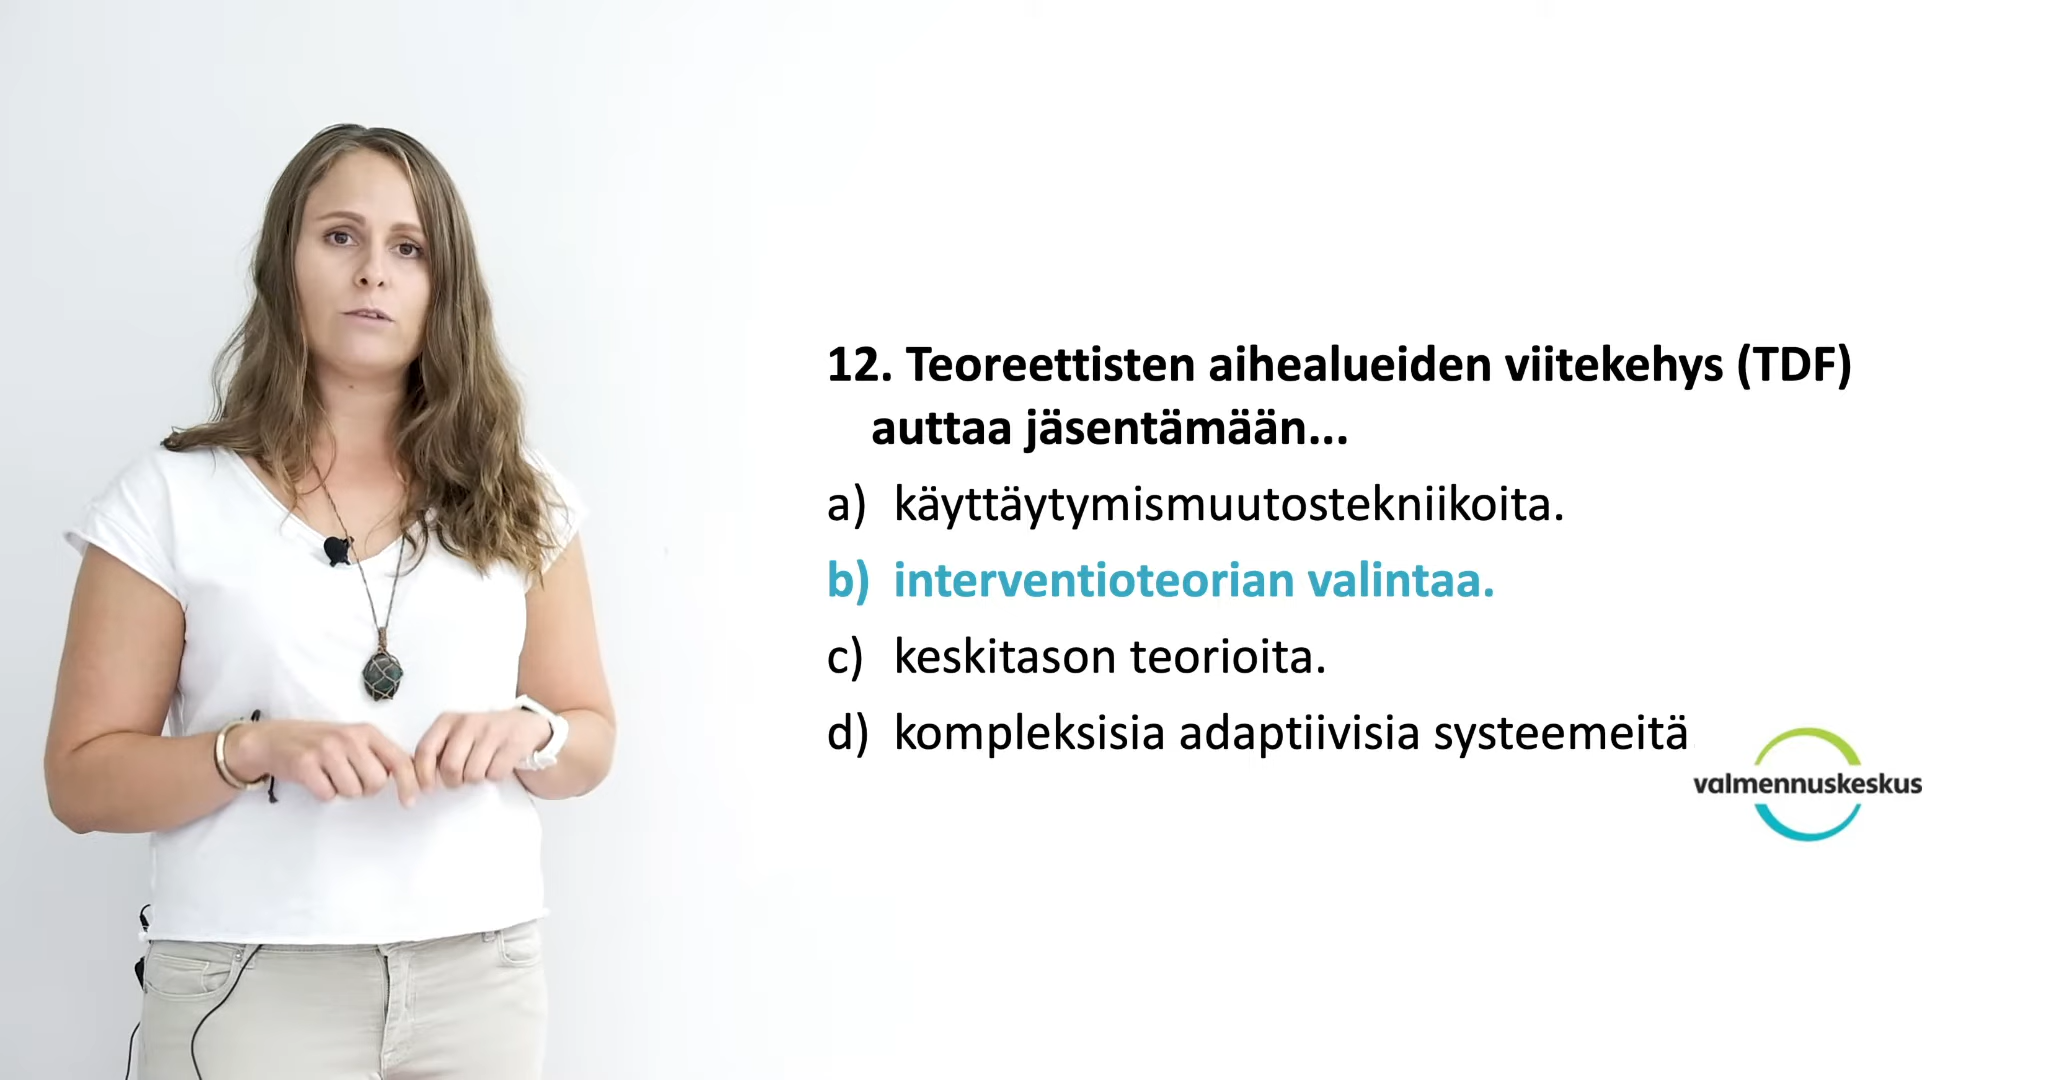 12. Teoreettisten aihealueiden viitekehys (TDF)
auttaa jäsentämään...
a) käyttäytymismuutostekniikoita.
b) interventioteorian valintaa.
c) keskitason teorioita.
d) kompleksisia adaptiivisia systeemeitä
valmennuskeskus